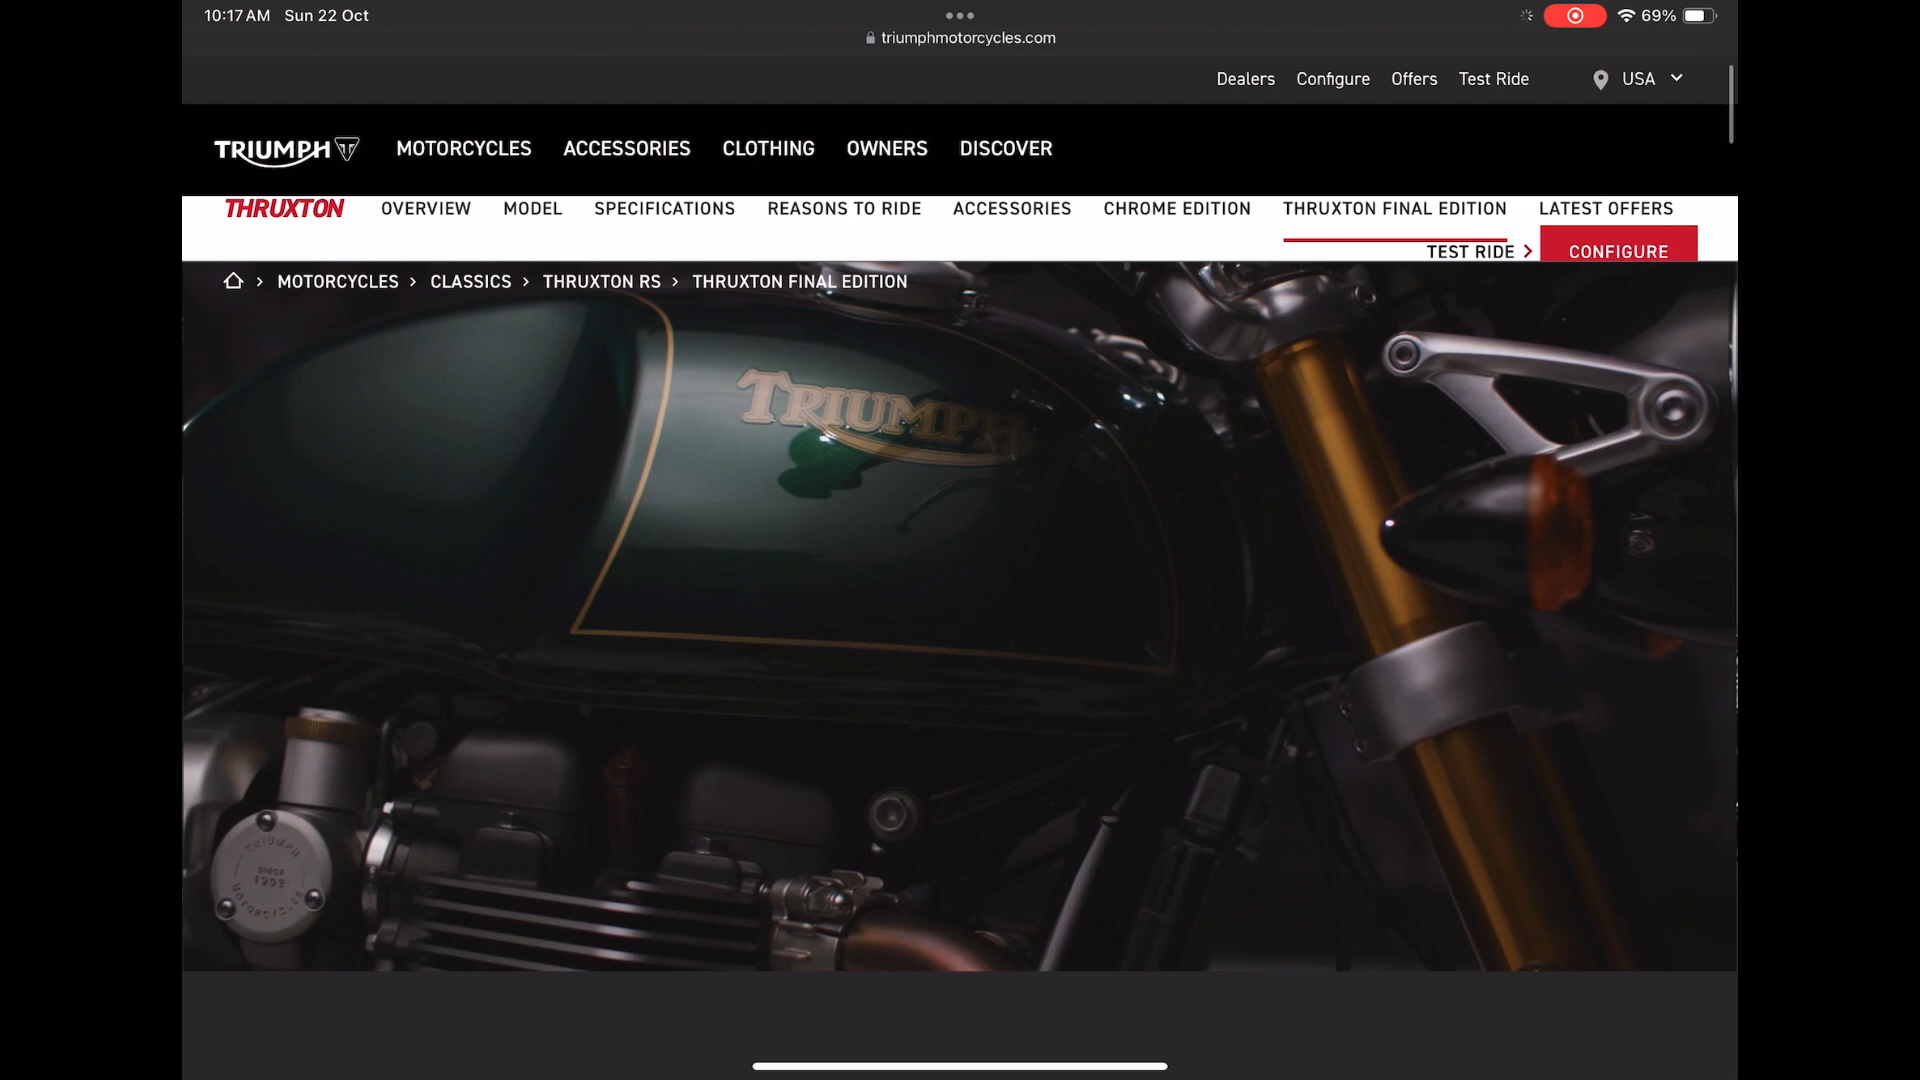 10:17 AM Sun 22 Oct
69%
triumphmotorcycles.com
Dealers Configure Offers Test Ride USA
TRIUMPH
MOTORCYCLES ACCESSORIES CLOTHING OWNERS DISCOVER
THRUXTON
OVERVIEW MODEL SPECIFICATIONS REASONS TO RIDE ACCESSORIES CHROME EDITION THRUXTON FINAL EDITION LATEST OFFERS
TEST RIDE CONFIGURE
MOTORCYCLES > CLASSICS > THRUXTON RS > THRUXTON FINAL EDITION
TRIUMPH
TRIUMPH
SINCE
1902
MOTORCYCLES